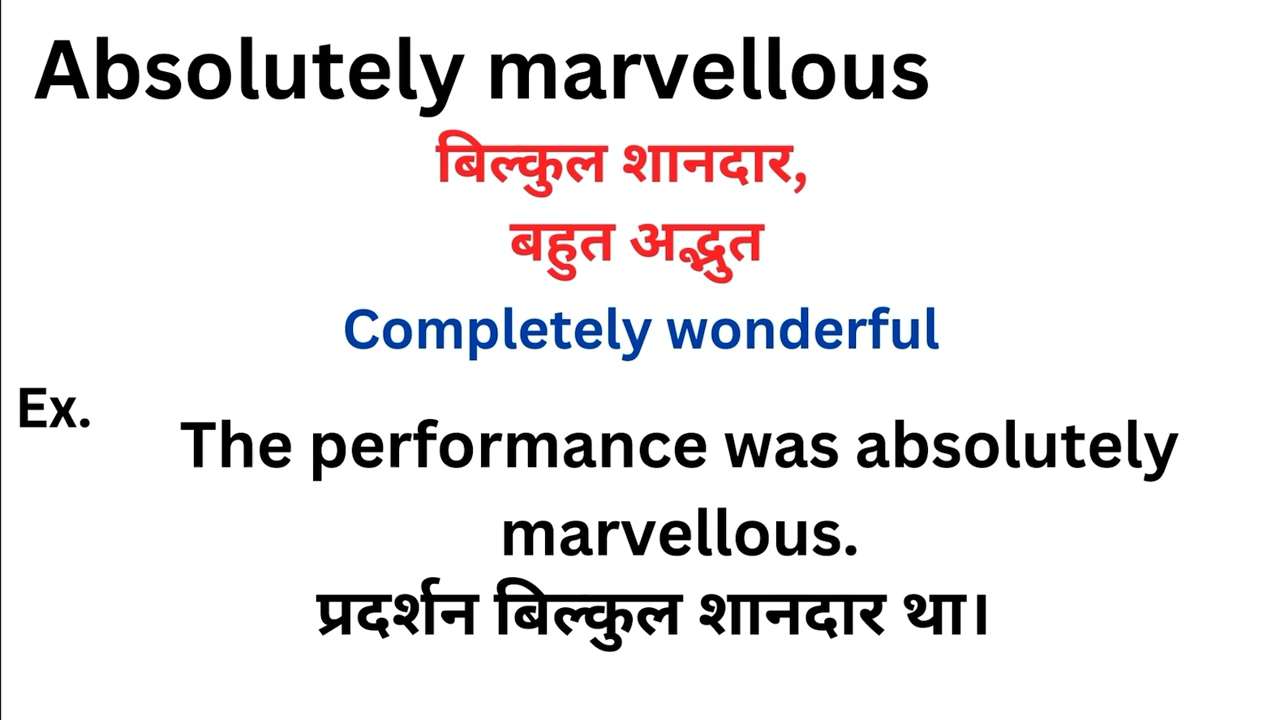 Absolutely marvellous
बिल्कुल शानदार,
बहुत अद्भुत
Completely wonderful
Ex.
The performance was absolutely
marvellous.
प्रदर्शन बिल्कुल शानदार था।